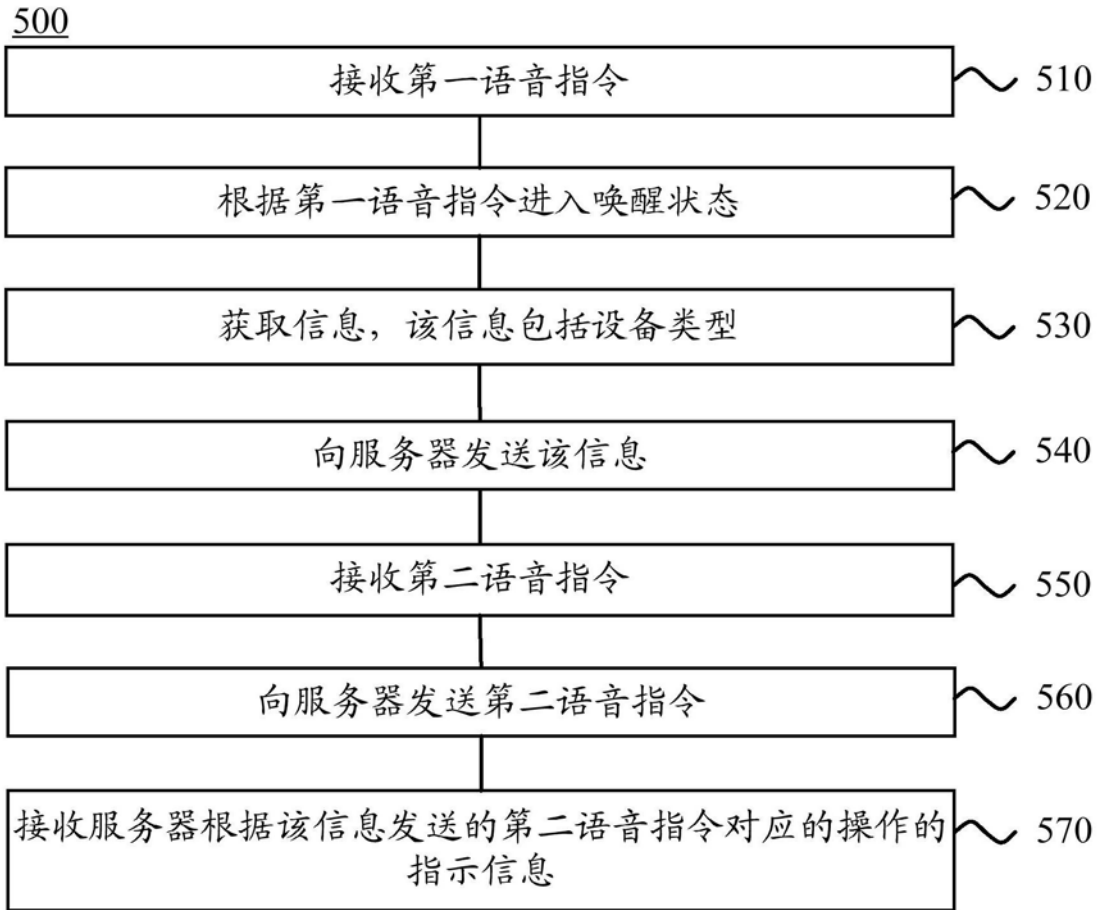 500
接收第一语音指令
510
根据第一语音指令进入唤醒状态
520
获取信息，该信息包括设备类型
530
向服务器发送该信息
540
接收第二语音指令
550
向服务器发送第二语音指令
560
接收服务器根据该信息发送的第二语音指令对应的操作的
指示信息
570